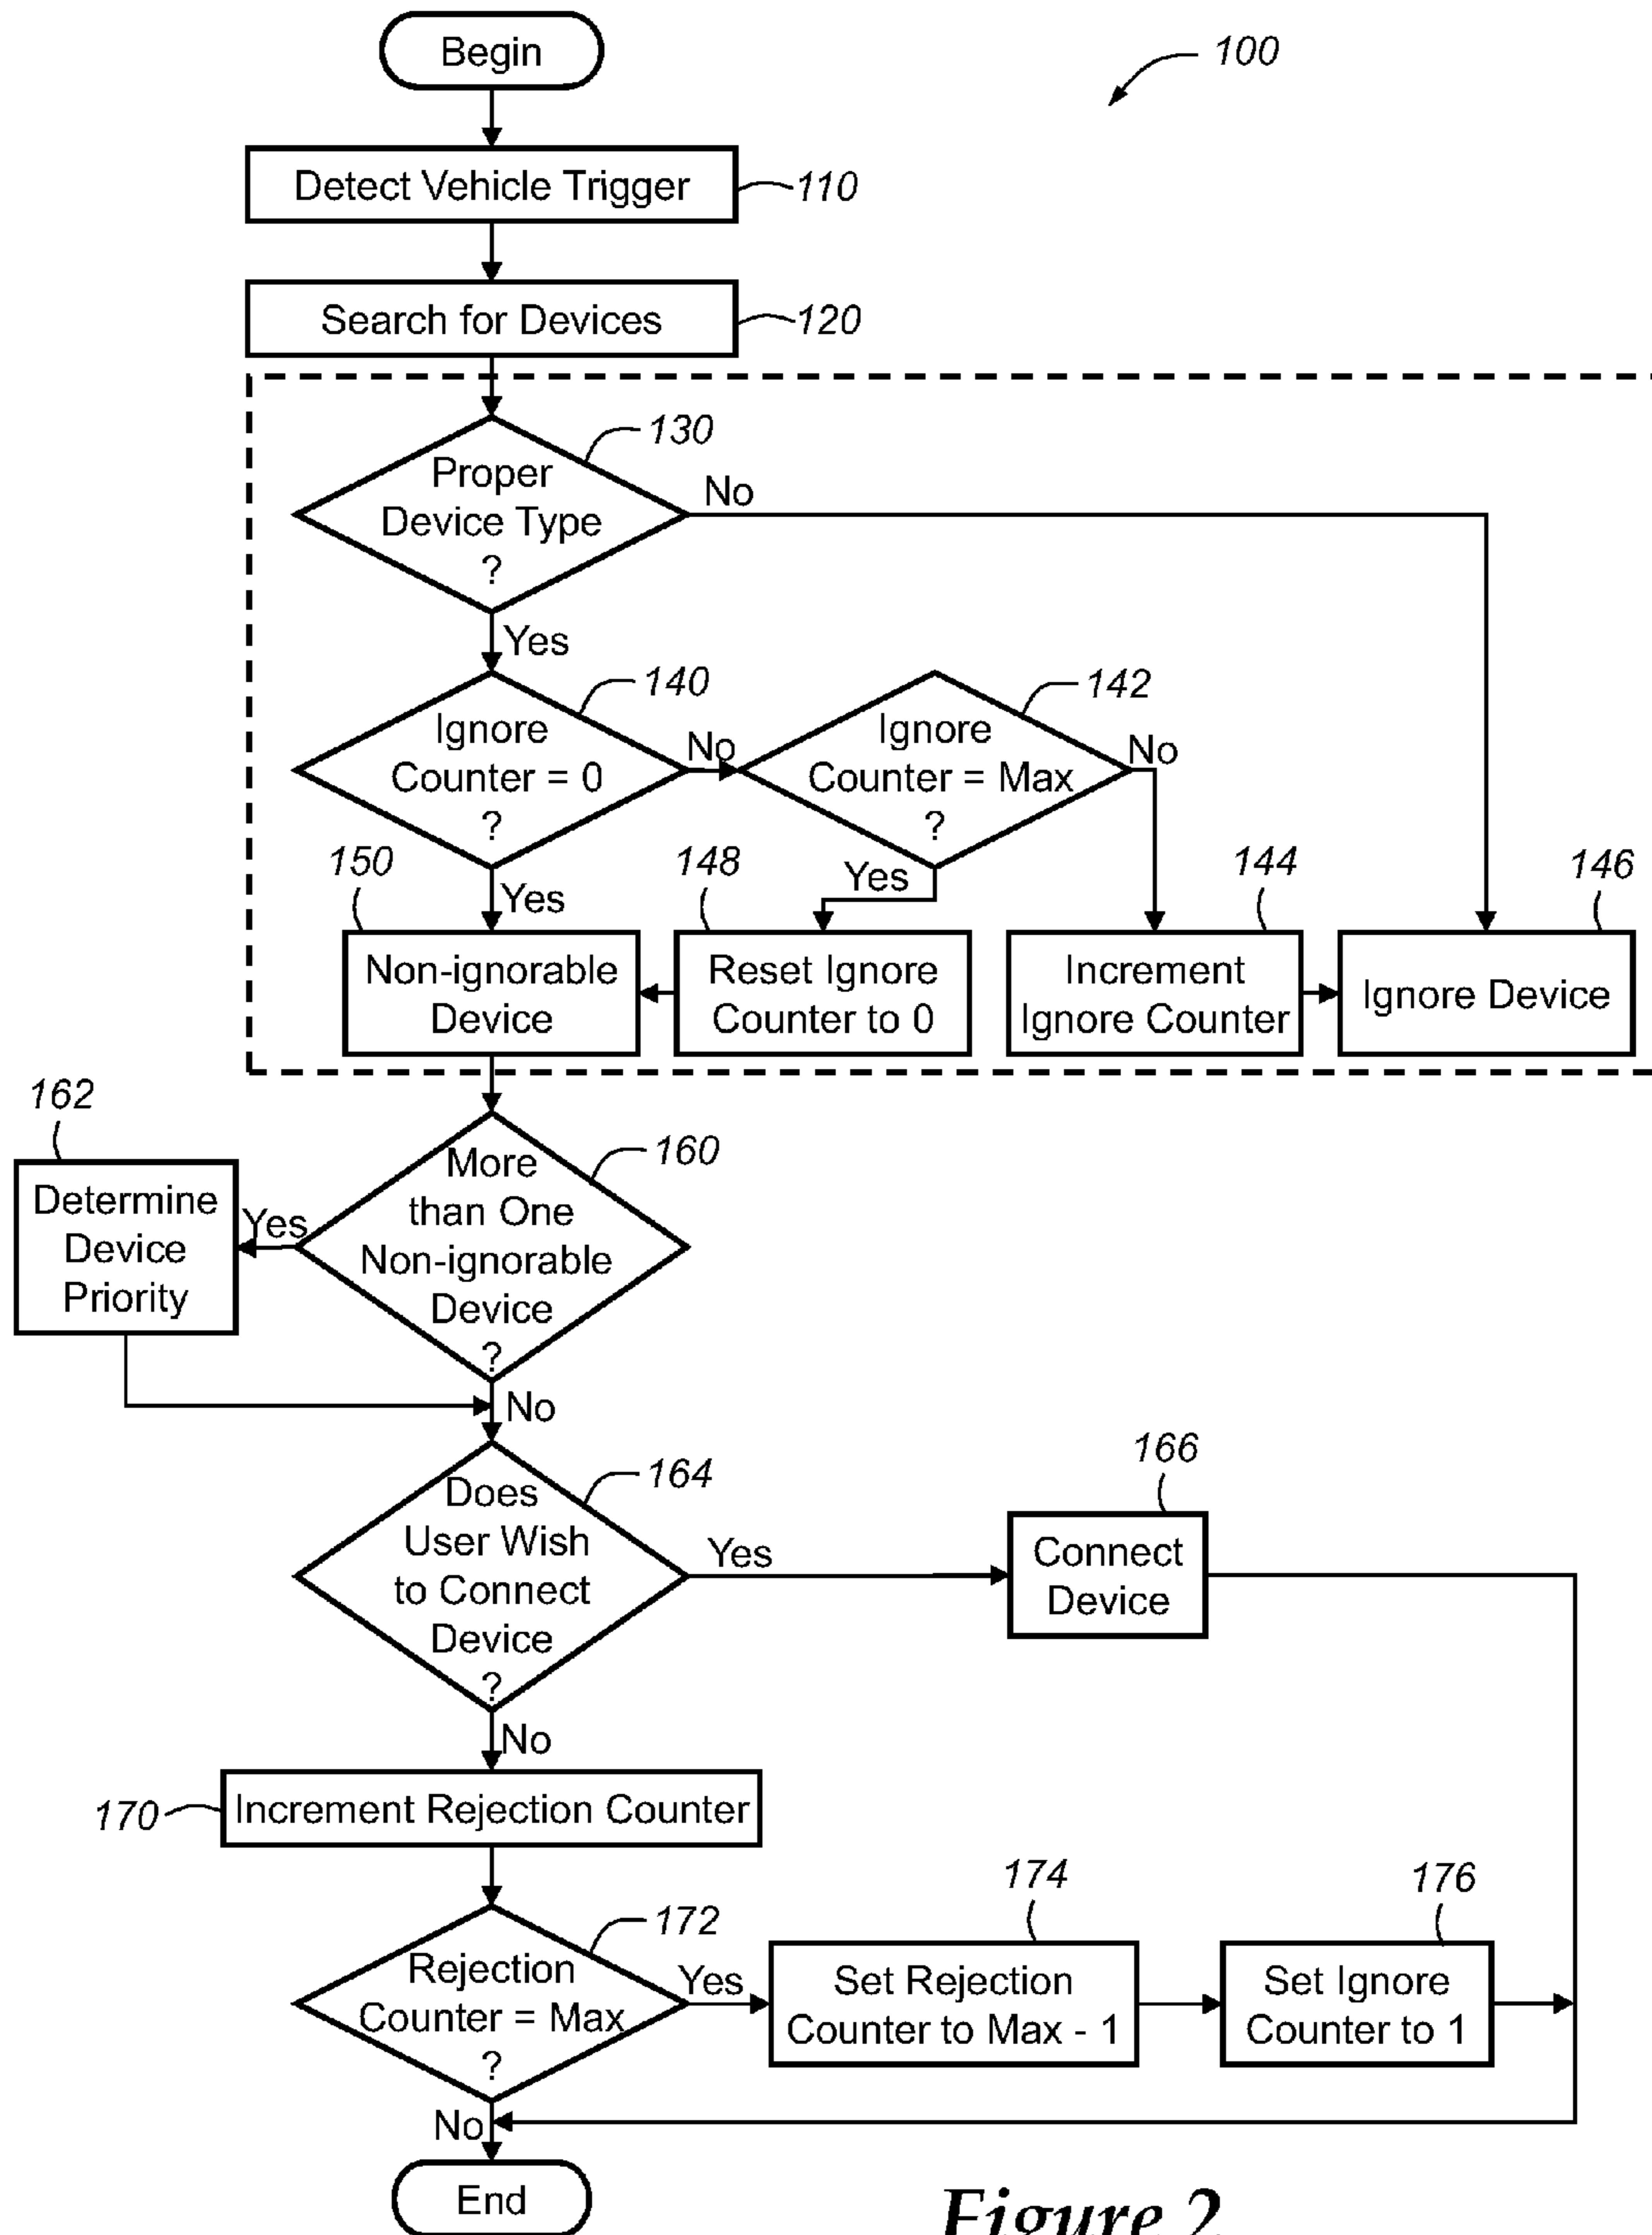 Begin
100
Detect Vehicle Trigger
110
Search for Devices
120
130
Proper
Device Type
?
No
Yes
140
Ignore
Counter = 0
?
No
142
Ignore
Counter = Max
?
No
Yes
Yes
150
148
144
146
Non-ignorable
Device
Reset Ignore
Counter to 0
Increment
Ignore Counter
Ignore Device
162
Determine
Device
Priority
Yes
160
More
than One
Non-ignorable
Device
?
No
164
Does
User Wish
to Connect
Device
?
Yes
166
Connect
Device
No
170
Increment Rejection Counter
172
Rejection
Counter = Max
?
Yes
174
Set Rejection
Counter to Max - 1
176
Set Ignore
Counter to 1
No
End
Figure 2